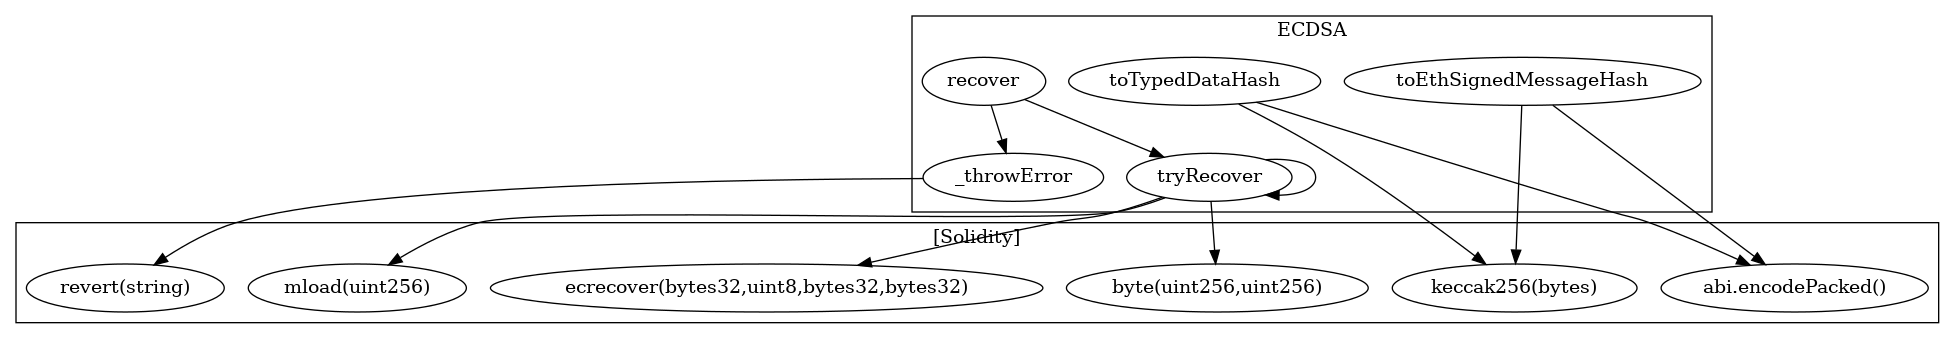 ECDSA
recover
toTypedDataHash
toEthSignedMessageHash
_throwError
tryRecover
[Solidity]
revert(string)
mload(uint256)
ecrecover(bytes32,uint8,bytes32,bytes32)
byte(uint256,uint256)
keccak256(bytes)
abi.encodePacked()